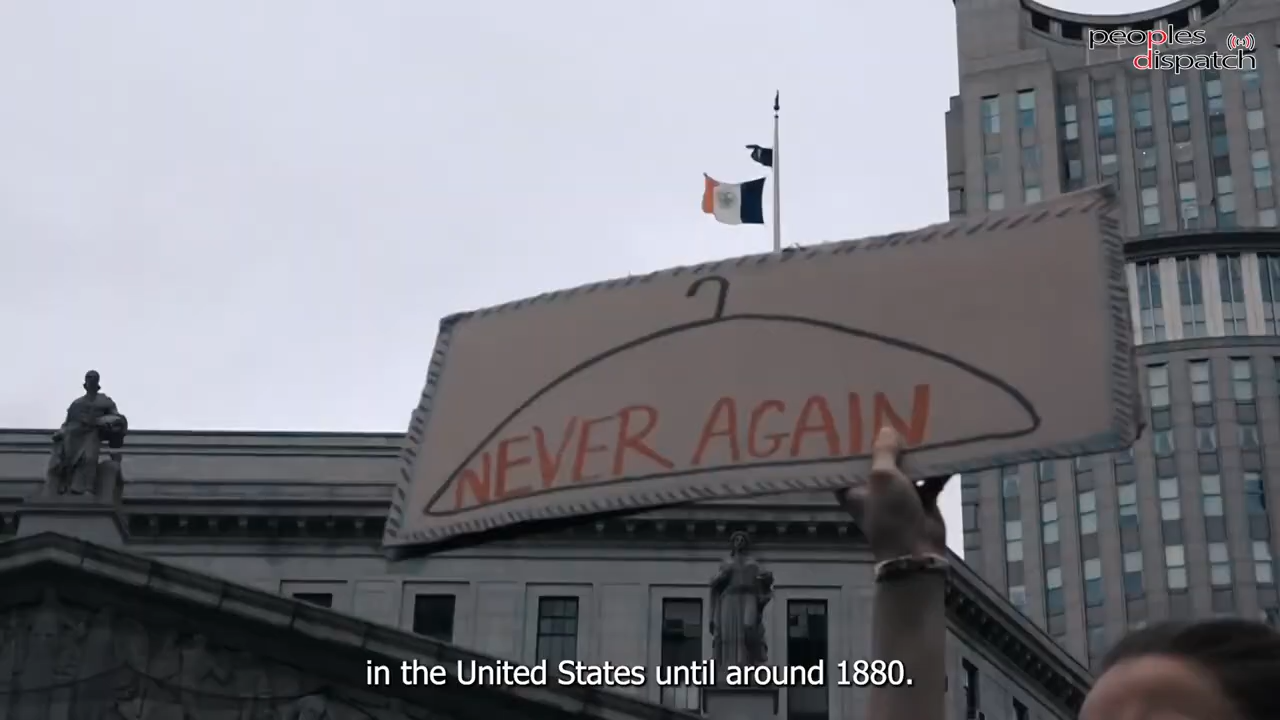 peoples
dispatch
NEVER AGAIN
in the United States until around 1880.